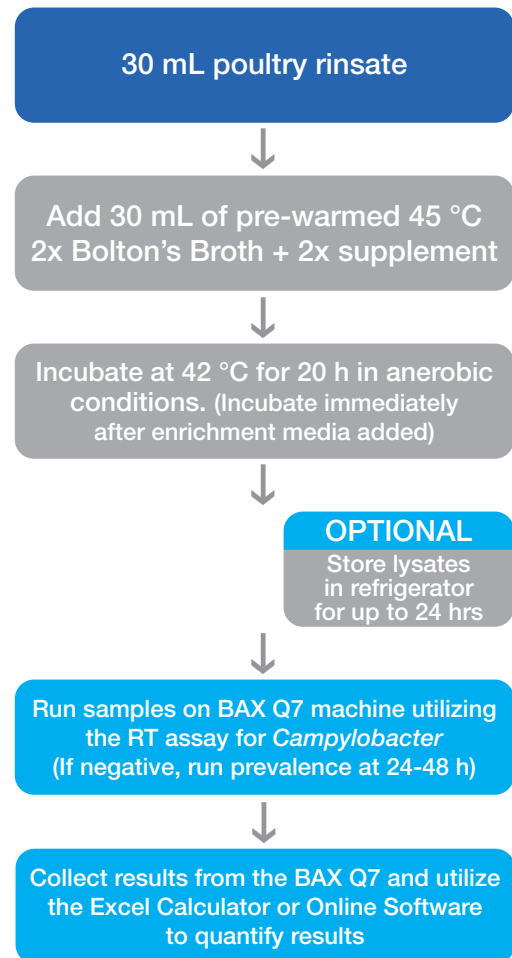 30 mL poultry rinsate
Add 30 mL of pre-warmed 45 °C
2x Bolton’s Broth + 2x supplement
Incubate at 42 °C for 20 h in anerobic
conditions. (Incubate immediately
after enrichment media added)
OPTIONAL
Store lysates
in refrigerator
for up to 24 hrs
Run samples on BAX Q7 machine utilizing
the RT assay for Campylobacter
(If negative, run prevalence at 24-48 h)
Collect results from the BAX Q7 and utilize
the Excel Calculator or Online Software
to quantify results